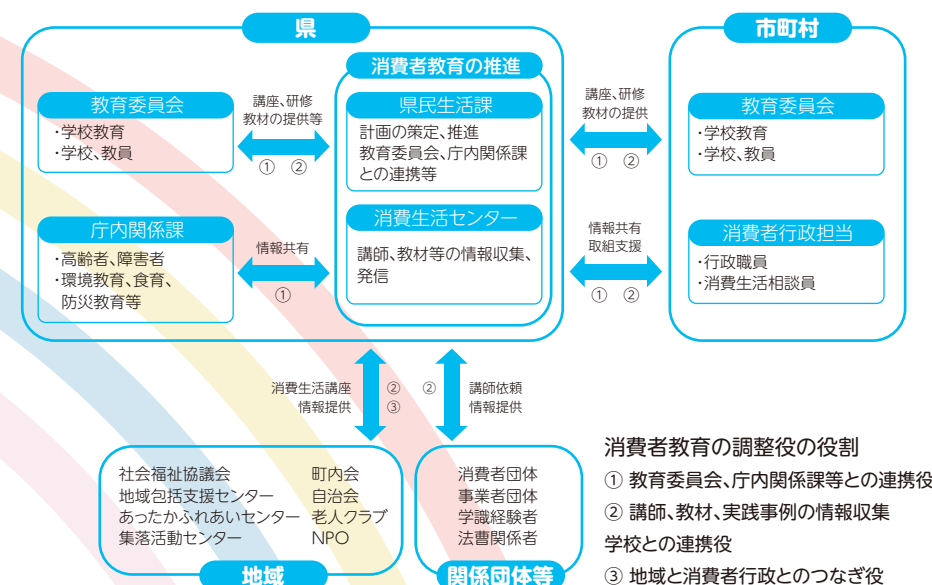 県
市町村
消費者教育の推進
教育委員会
・学校教育
・学校、教員
講座、研修
教材の提供等
① ②
県民生活課
計画の策定、推進
教育委員会、庁内関係課
との連携等
講座、研修
教材の提供
① ②
教育委員会
・学校教育
・学校、教員
庁内関係課
・高齢者、障害者
・環境教育、食育、
防災教育等
情報共有
①
消費生活センター
講師、教材等の情報収集、
発信
情報共有
取組支援
① ②
消費者行政担当
・行政職員
・消費生活相談員
消費生活講座
情報提供
②
③
②
講師依頼
情報提供
社会福祉協議会 町内会
地域包括支援センター 自治会
あったかふれあいセンター 老人クラブ
集落活動センター NPO
地域
消費者団体
事業者団体
学識経験者
法曹関係者
関係団体等
消費者教育の調整役の役割
① 教育委員会、庁内関係課等との連携役
② 講師、教材、実践事例の情報収集
学校との連携役
③ 地域と消費者行政とのつなぎ役